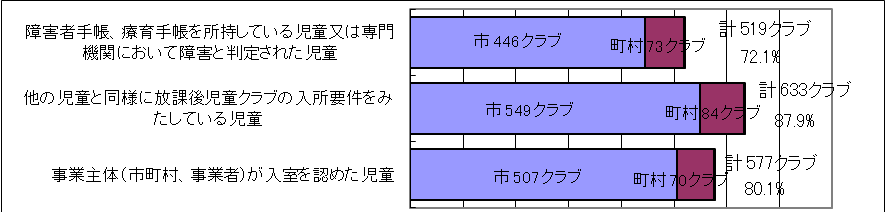 障害者手帳、療育手帳を所持している児童又は専門
機関において障害と判定された児童
市446クラブ
町村73クラブ
計519クラブ
72.1%
他の児童と同様に放課後児童クラブの入所要件をみ
たしている児童
市549クラブ
町村84クラブ
計633クラブ
87.9%
事業主体(市町村、事業者)が入室を認めた児童
市507クラブ
町村70クラブ
計577クラブ
80.1%